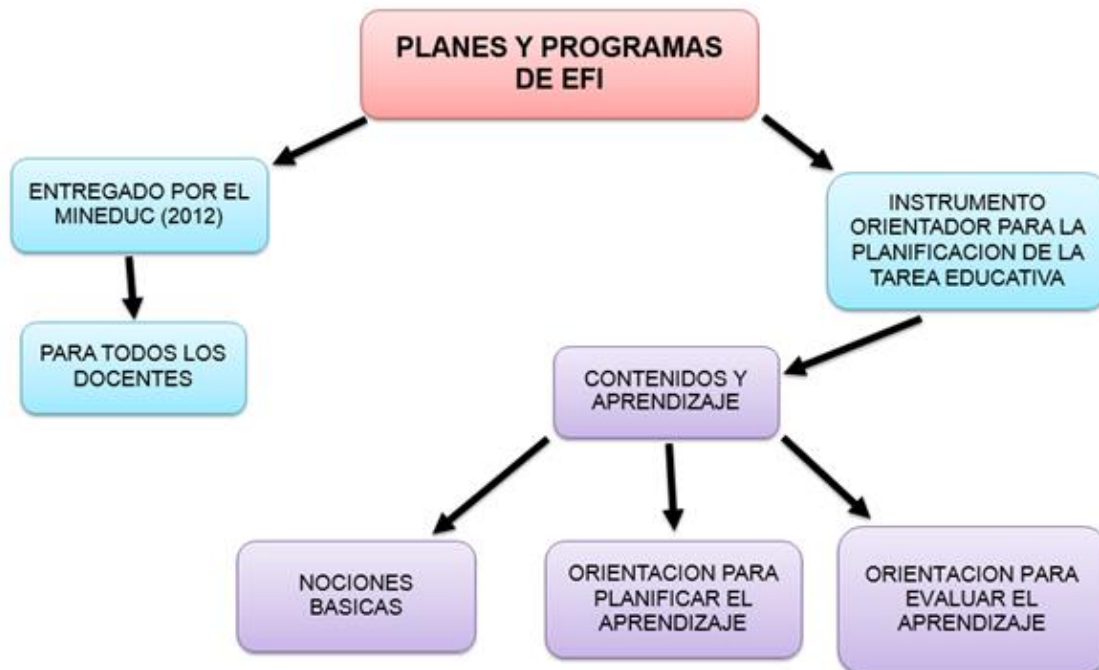 PLANES Y PROGRAMAS
DE EFI
ENTREGADO POR EL
MINEDUC (2012)
INSTRUMENTO
ORIENTADOR PARA LA
PLANIFICACION DE LA
TAREA EDUCATIVA
PARA TODOS LOS
DOCENTES
CONTENIDOS Y
APRENDIZAJE
NOCIONES
BASICAS
ORIENTACION PARA
PLANIFICAR EL
APRENDIZAJE
ORIENTACION PARA
EVALUAR EL
APRENDIZAJE